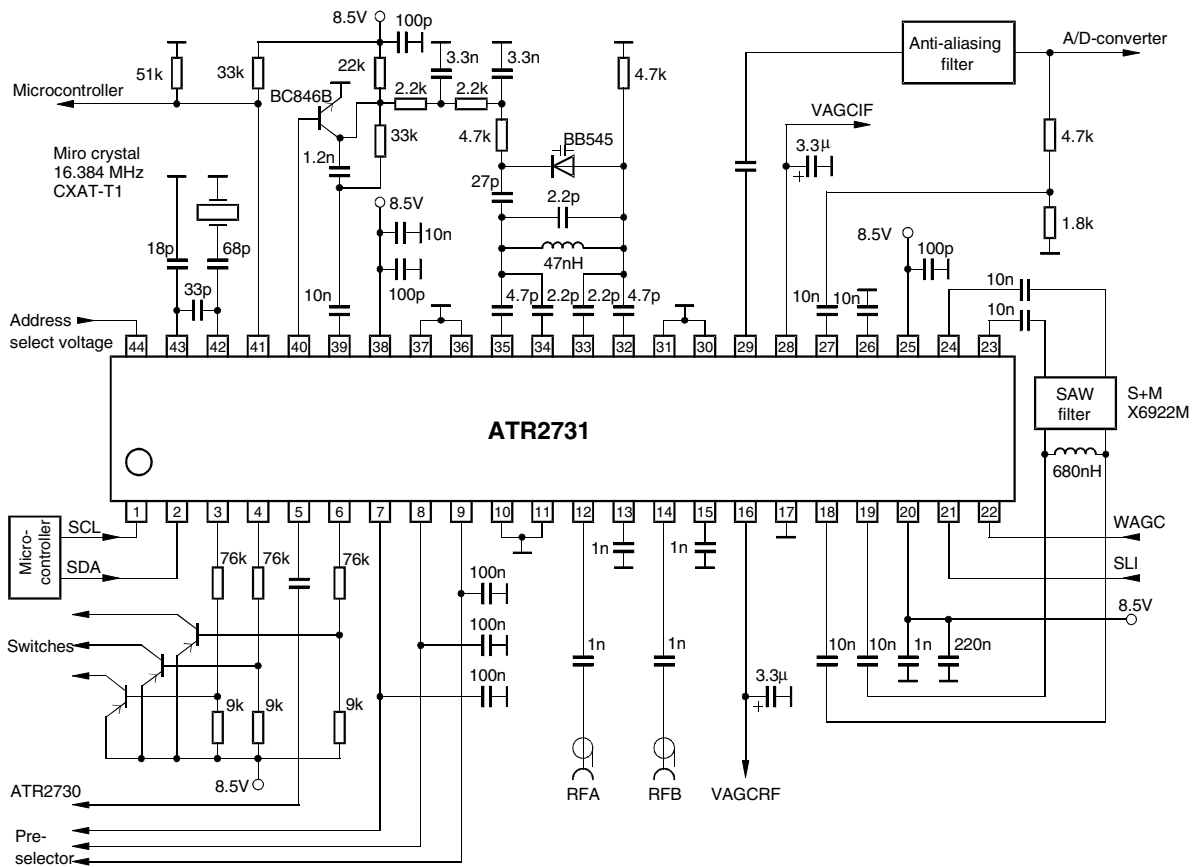 8.5V
100p
51k
33k
22k
3.3n
3.3n
4.7k
Anti-aliasing
filter
A/D-converter
Microcontroller
BC846B
2.2k
2.2k
33k
4.7k
BB545
VAGCIF
3.3µ
+
4.7k
Miro crystal
16.384 MHz
CXAT-T1
1.2n
27p
2.2p
8.5V
10n
1.8k
8.5V
18p
68p
47nH
100p
100p
33p
10n
4.7p
2.2p
2.2p
4.7p
10n
10n
10n
10n
Address
select voltage
44
43
42
41
40
39
38
37
36
35
34
33
32
31
30
29
28
27
26
25
24
23
SAW
filter
S+M
X6922M
ATR2731
680nH
1
2
3
4
5
6
7
8
9
10
11
12
13
14
15
16
17
18
19
20
21
22
Micro-
controller
SCL
SDA
WAGC
SLI
8.5V
76k
76k
76k
1n
1n
100n
100n
100n
Switches
1n
1n
10n
10n
1n
220n
3.3µ
+
9k
9k
9k
8.5V
ATR2730
RFA
RFB
VAGCRF
Pre-
selector